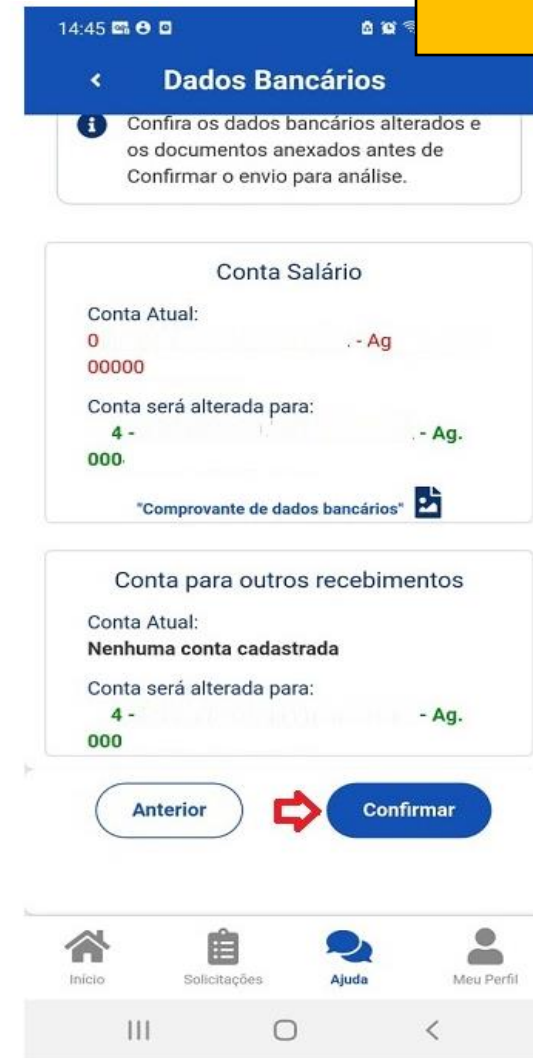 14:45
Dados Bancários
Confira os dados bancários alterados e
os documentos anexados antes de
Confirmar o envio para análise.
Conta Salário
Conta Atual:
0 . - Ag
00000
Conta será alterada para:
4 - . - Ag.
000
"Comprovante de dados bancários"
Conta para outros recebimentos
Conta Atual:
Nenhuma conta cadastrada
Conta será alterada para:
4 - - Ag.
000
Anterior Confirmar
Início Solicitações Ajuda Meu Perfil